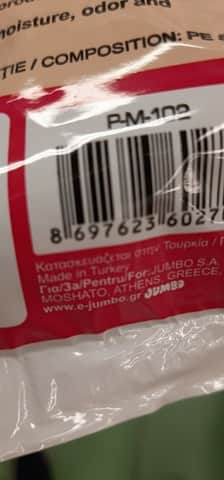 moisture, odor and
TIE / COMPOSITION: PE
P-M-102
8 697623 6027
Κατασκευάζεται στην Τουρκία /
Made in Turkey
Για/За/Pentru/For: JUMBO S.A.
MOSHATO, ATHENS, GREECE.
www.e-jumbo.gr JUMBO